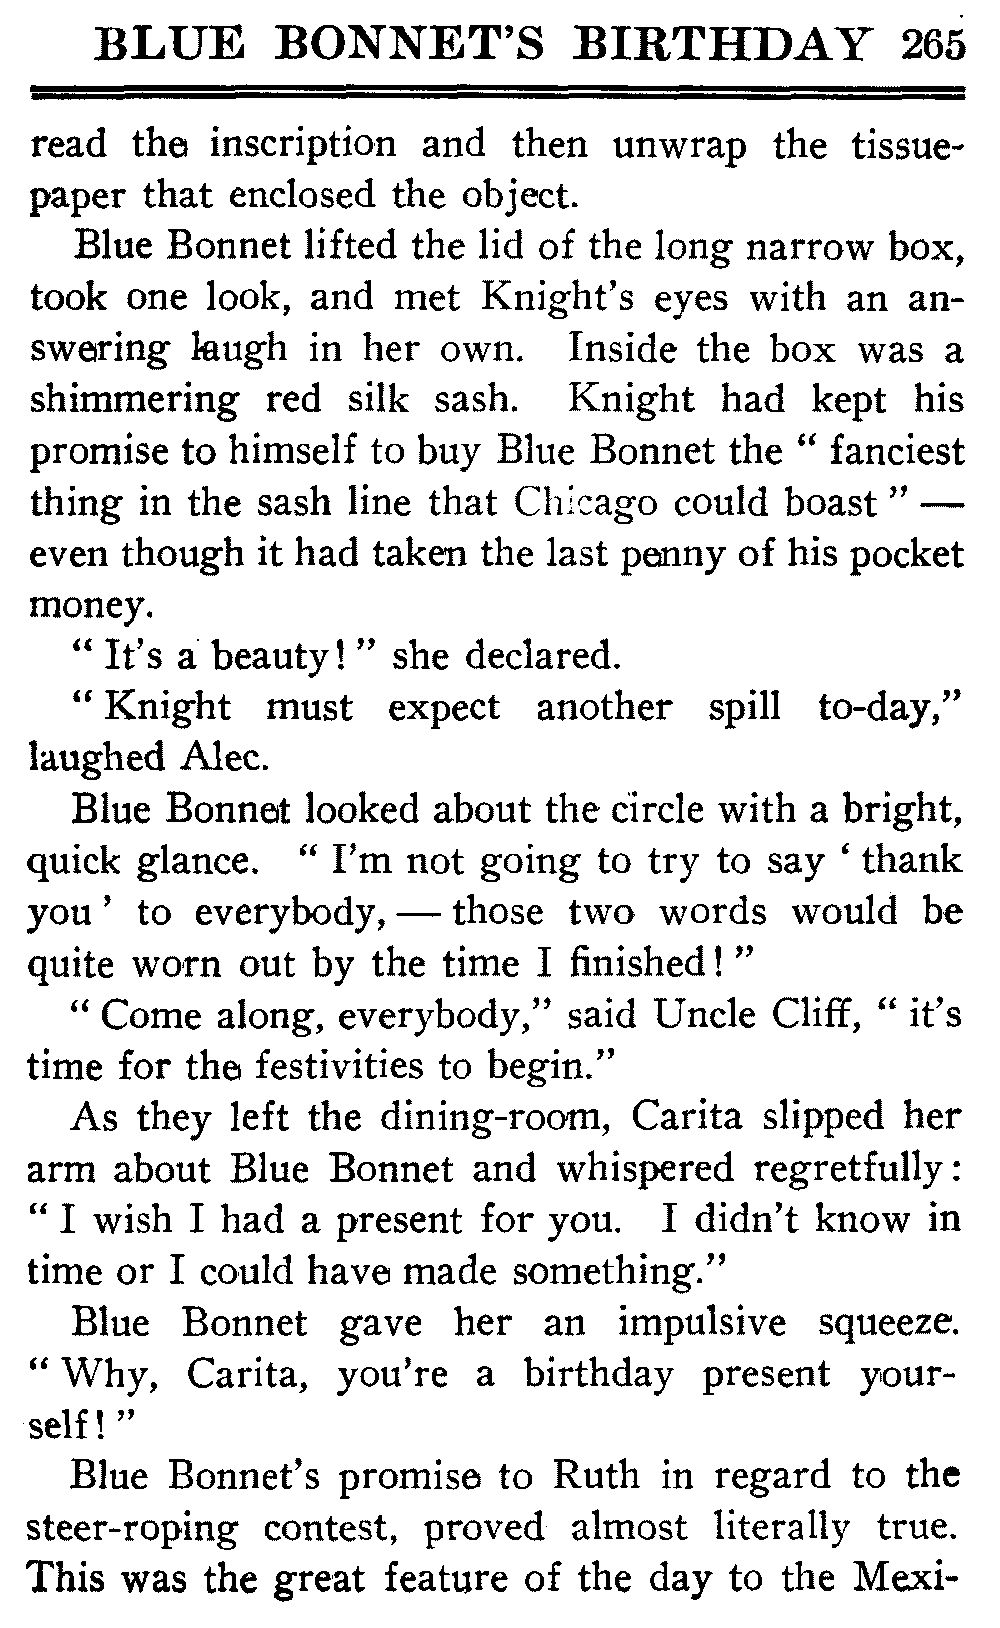 BLUE BONNET'S BIRTHDAY 265
read the inscription and then unwrap the tissue-
paper that enclosed the object.
Blue Bonnet lifted the lid of the long narrow box,
took one look, and met Knight's eyes with an an-
swering laugh in her own. Inside the box was a
shimmering red silk sash. Knight had kept his
promise to himself to buy Blue Bonnet the " fanciest
thing in the sash line that Chicago could boast " —
even though it had taken the last penny of his pocket
money.
" It's a beauty! " she declared.
" Knight must expect another spill to-day,"
laughed Alec.
Blue Bonnet looked about the circle with a bright,
quick glance. " I'm not going to try to say ' thank
you ' to everybody, — those two words would be
quite worn out by the time I finished! "
" Come along, everybody," said Uncle Cliff, " it's
time for the festivities to begin."
As they left the dining-room, Carita slipped her
arm about Blue Bonnet and whispered regretfully:
" I wish I had a present for you. I didn't know in
time or I could have made something."
Blue Bonnet gave her an impulsive squeeze.
" Why, Carita, you're a birthday present your-
self! "
Blue Bonnet's promise to Ruth in regard to the
steer-roping contest, proved almost literally true.
This was the great feature of the day to the Mexi-